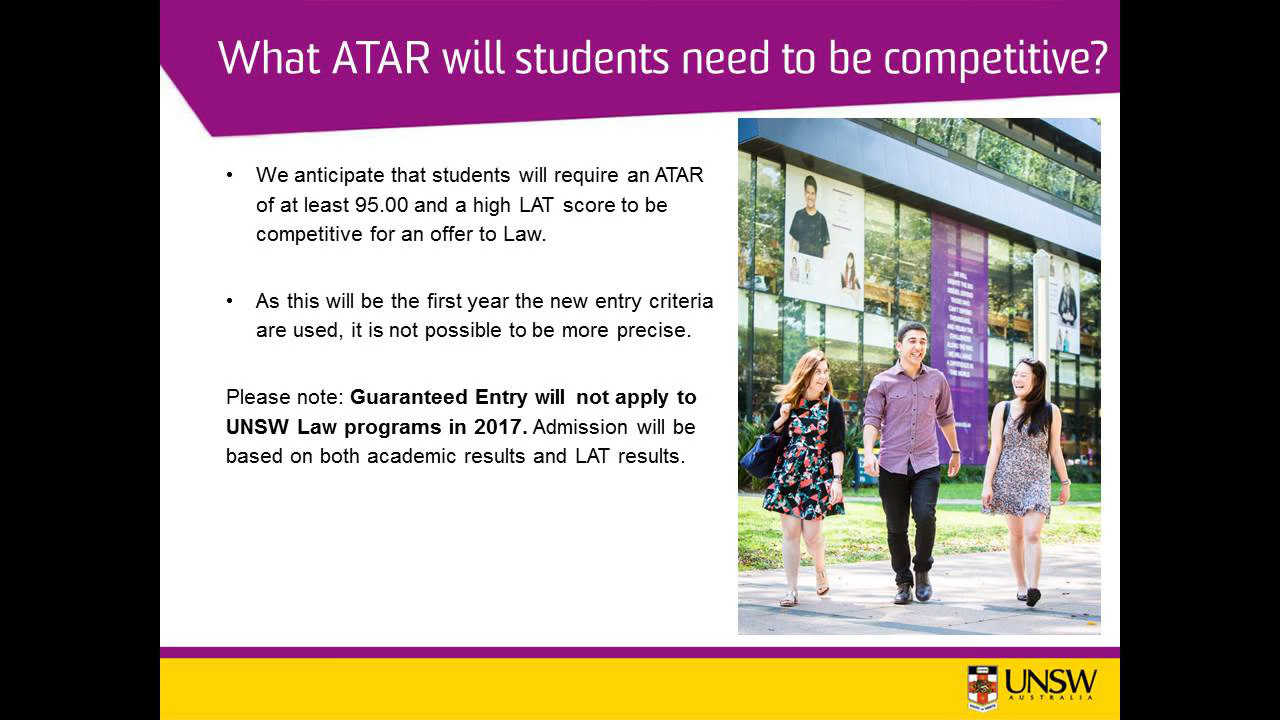 What ATAR will students need to be competitive?
• We anticipate that students will require an ATAR
of at least 95.00 and a high LAT score to be
competitive for an offer to Law.
• As this will be the first year the new entry criteria
are used, it is not possible to be more precise.
Please note: Guaranteed Entry will not apply to
UNSW Law programs in 2017. Admission will be
based on both academic results and LAT results.
UNSW
AUSTRALIA